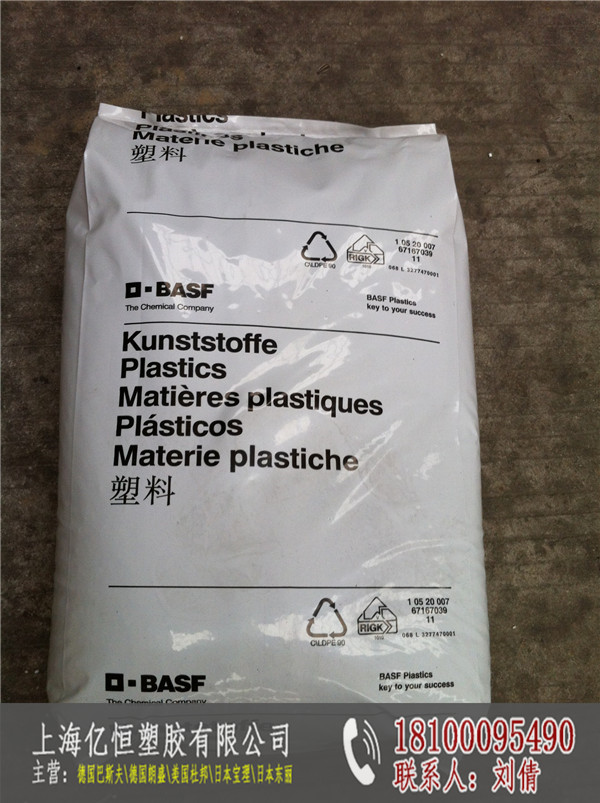 Plastics
Materie plastiche
塑料
C/LDPE 90
RIGK
1 05 20 007
67167039
11
068 L 3277479001
BASF
The Chemical Company
BASF Plastics
key to your success
Kunststoffe
Plastics
Matières plastiques
Plásticos
Materie plastiche
塑料
C/LDPE 90
RIGK
1 05 20 007
67167039
11
BASF
The Chemical Company
BASF Plastics
key to your success
上海亿恒塑胶有限公司
主营：德国巴斯夫\德国朗盛\美国杜邦\日本宝理\日本东丽
18100095490
联系人：刘倩